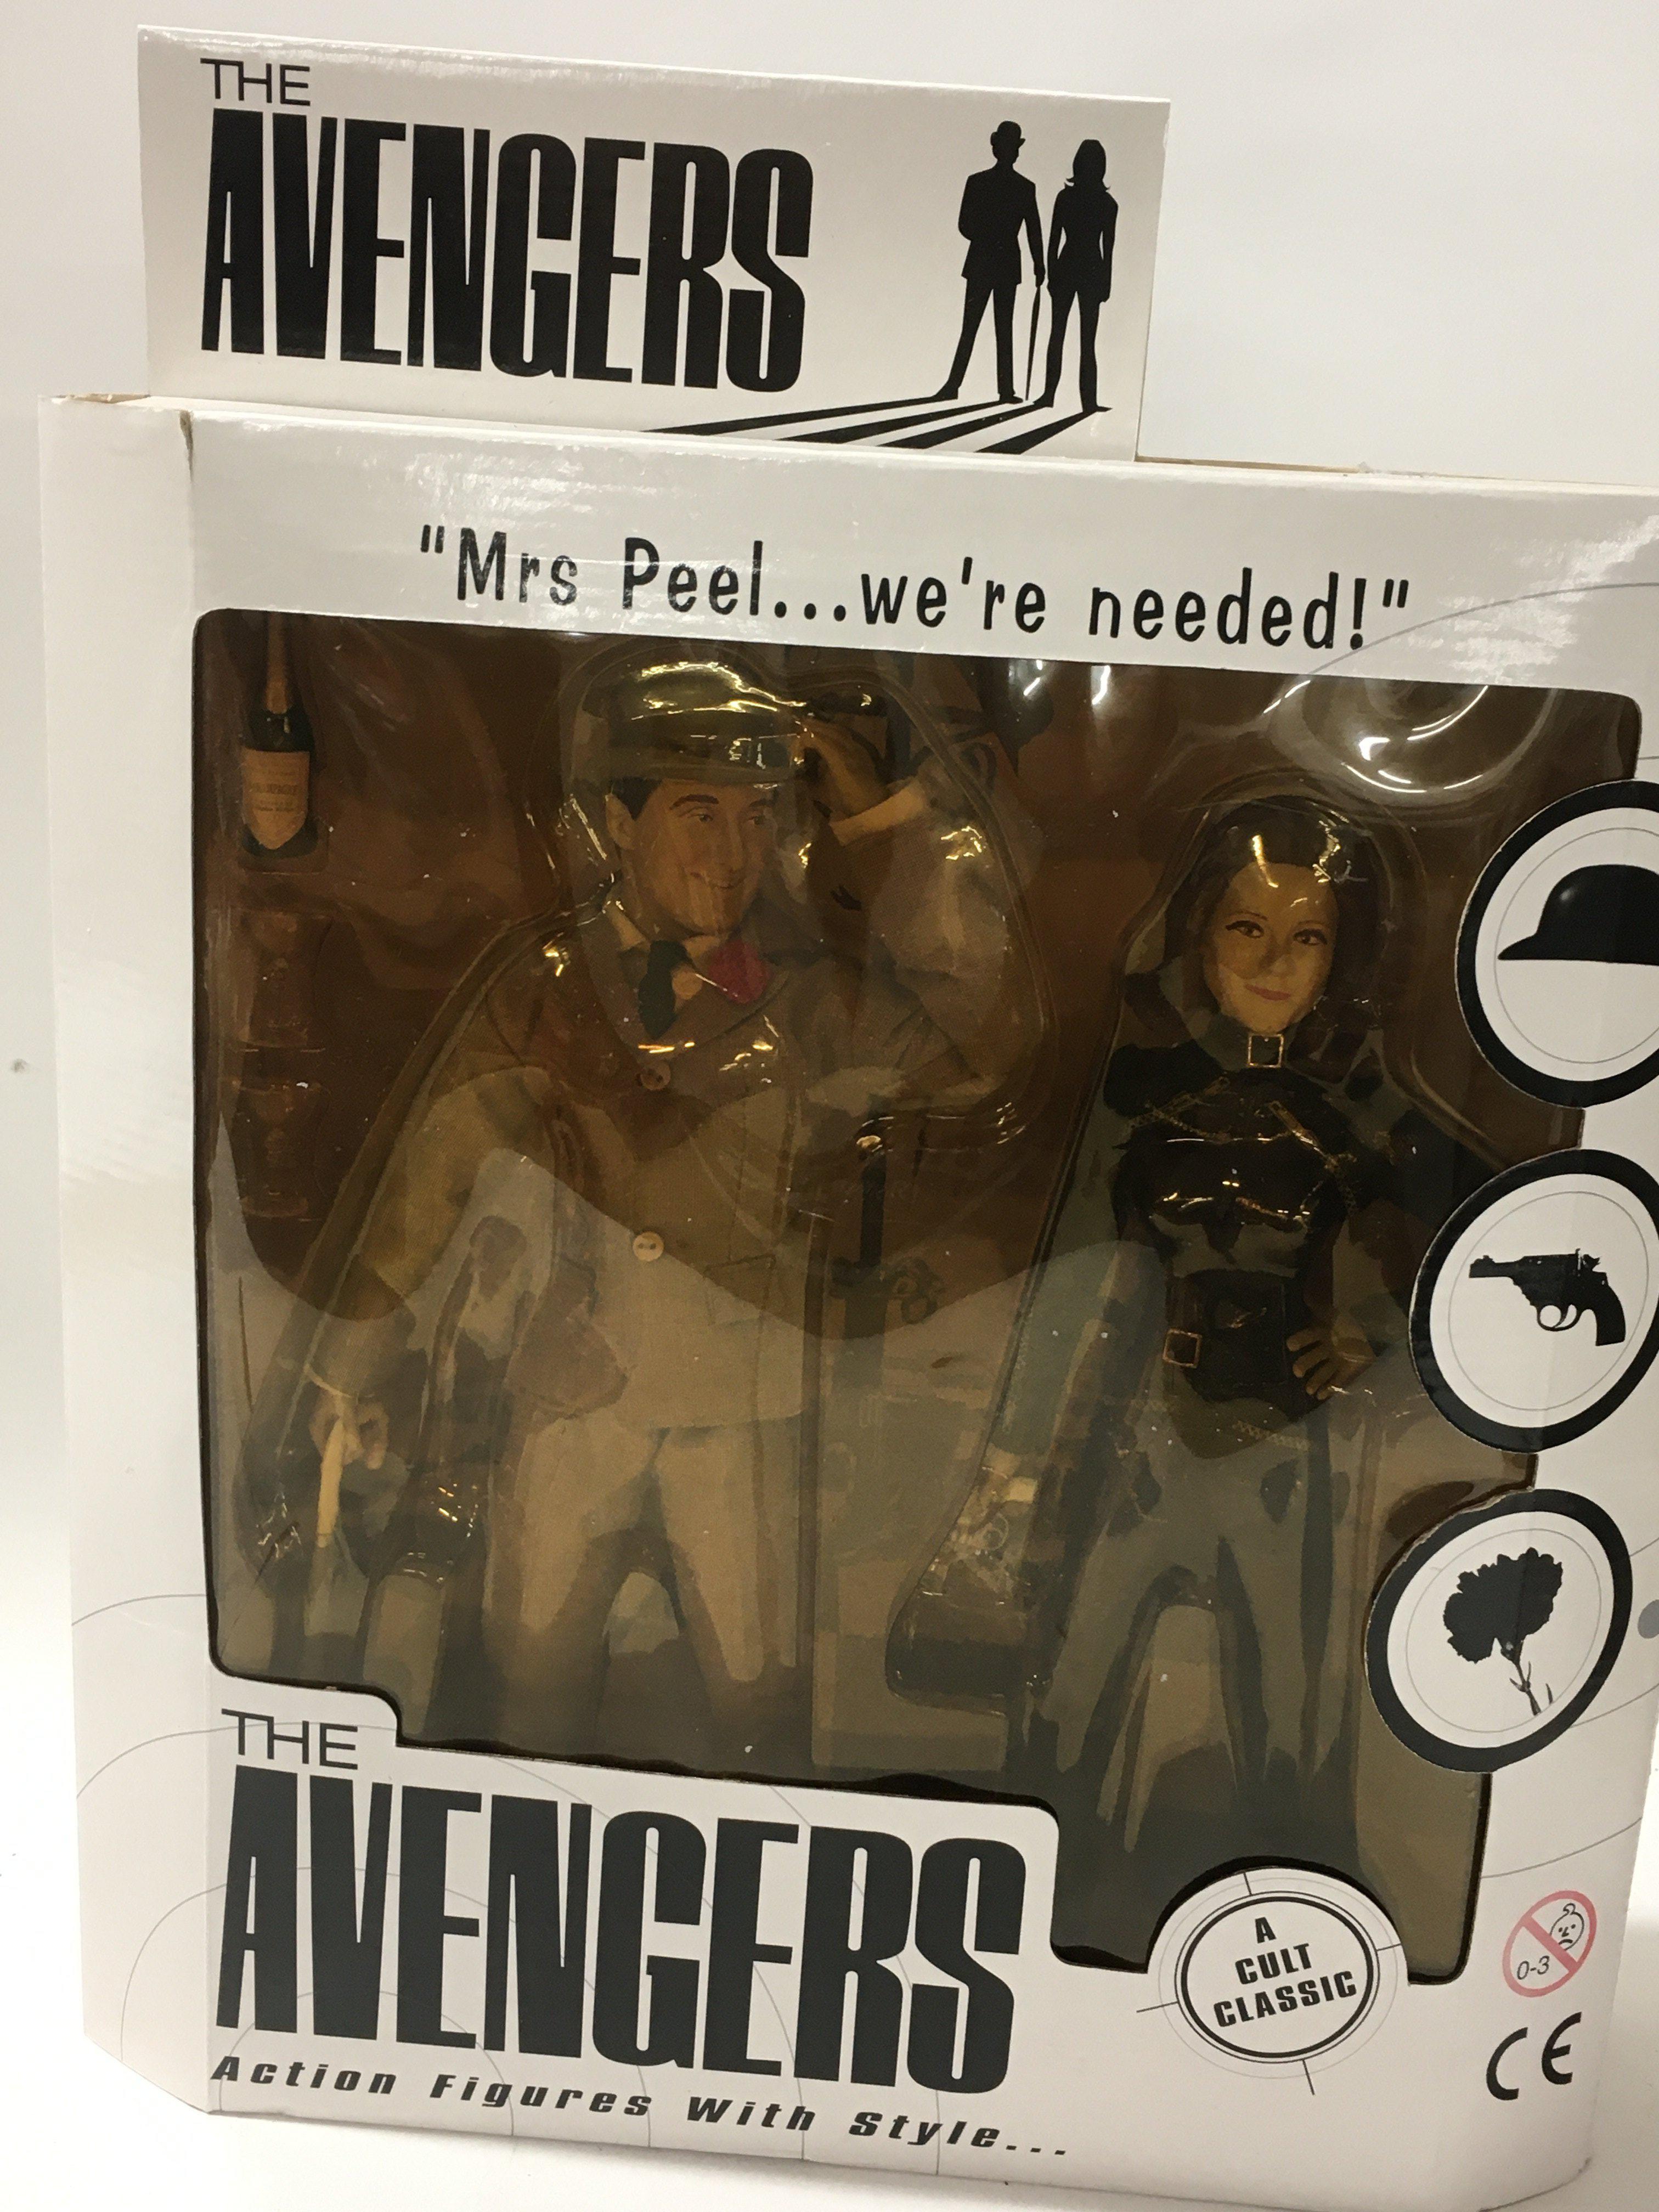 THE
AVENGERS
"Mrs Peel...we're needed!"
THE
AVENGERS
Action Figures With Style...
A
CULT
CLASSIC
0-3
CE